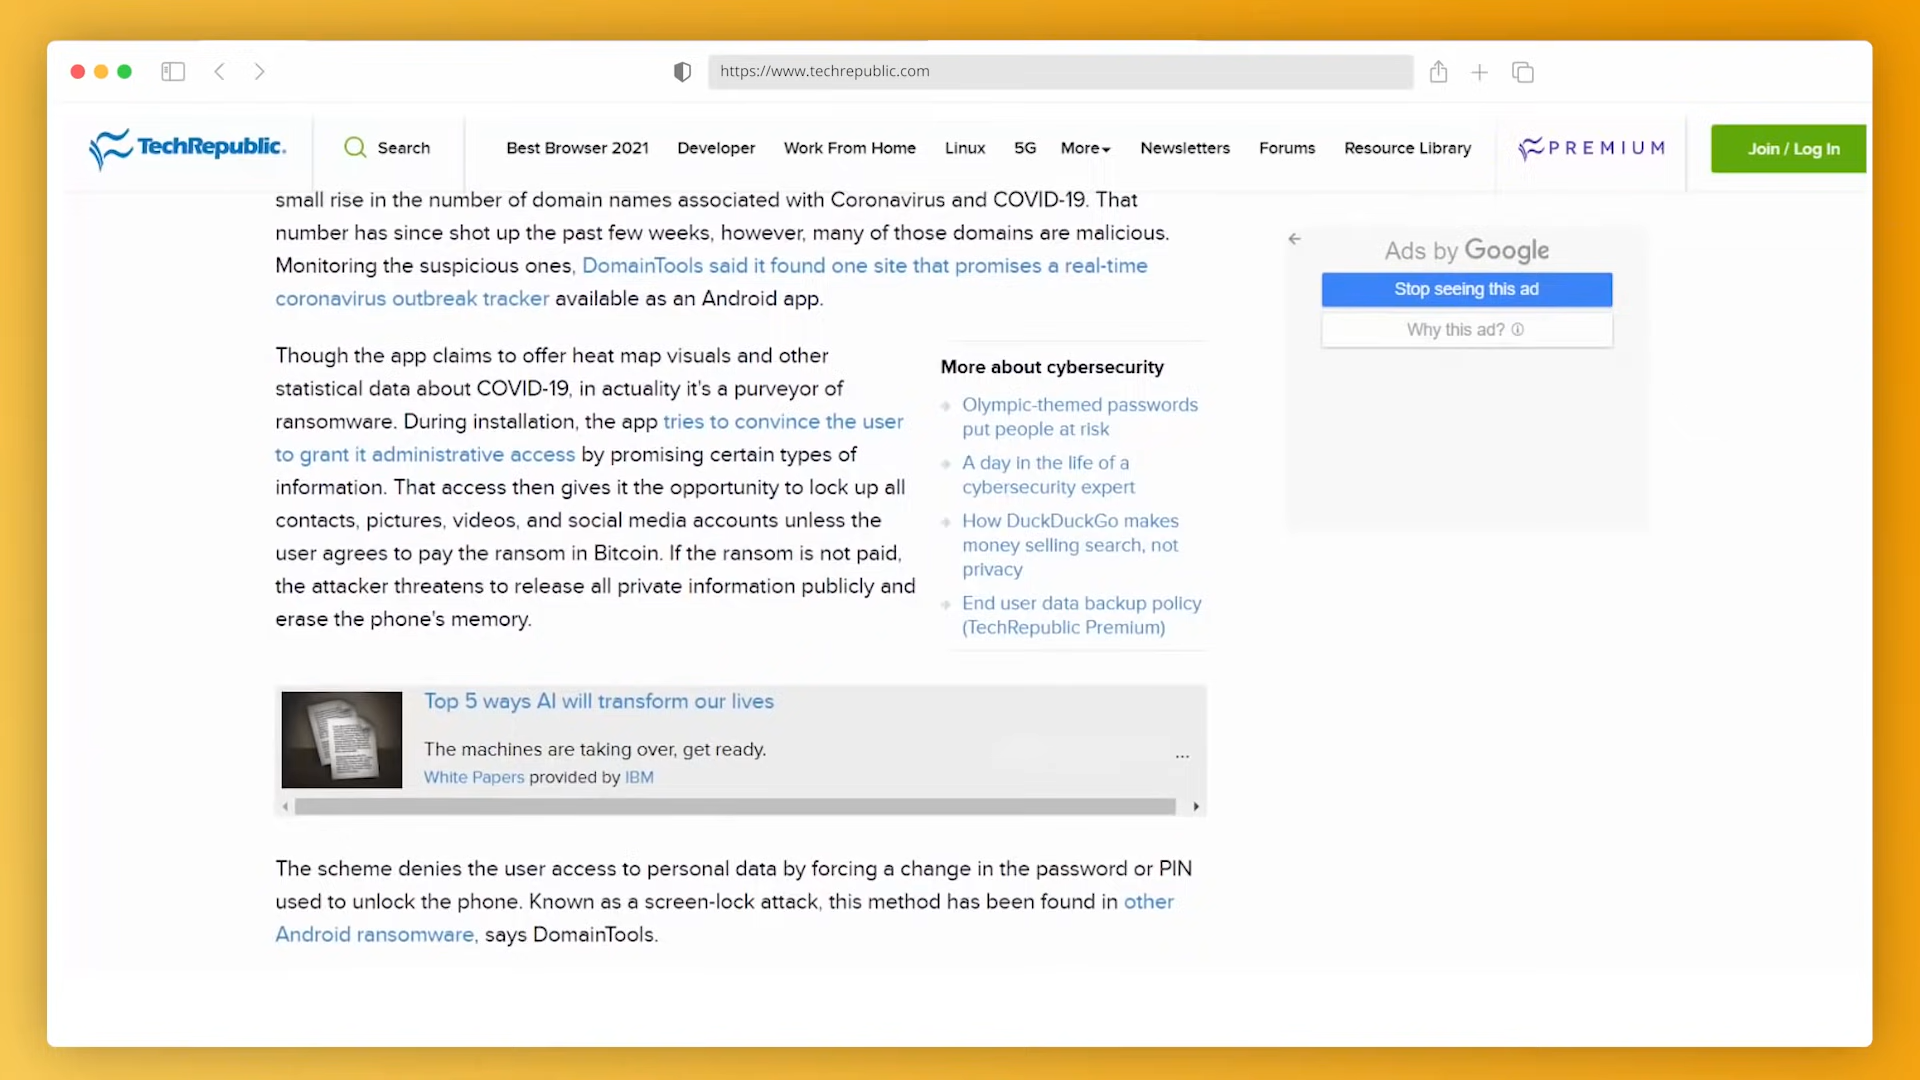 https://www.techrepublic.com
TechRepublic.
Search
Best Browser 2021
Developer
Work From Home
Linux
5G
More
Newsletters
Forums
Resource Library
PREMIUM
Join / Log In
small rise in the number of domain names associated with Coronavirus and COVID-19. That
number has since shot up the past few weeks, however, many of those domains are malicious.
Monitoring the suspicious ones, DomainTools said it found one site that promises a real-time
coronavirus outbreak tracker available as an Android app.
Though the app claims to offer heat map visuals and other
statistical data about COVID-19, in actuality it's a purveyor of
ransomware. During installation, the app tries to convince the user
to grant it administrative access by promising certain types of
information. That access then gives it the opportunity to lock up all
contacts, pictures, videos, and social media accounts unless the
user agrees to pay the ransom in Bitcoin. If the ransom is not paid,
the attacker threatens to release all private information publicly and
erase the phone's memory.
More about cybersecurity
Olympic-themed passwords
put people at risk
A day in the life of a
cybersecurity expert
How DuckDuckGo makes
money selling search, not
privacy
End user data backup policy
(TechRepublic Premium)
Ads by Google
Stop seeing this ad
Why this ad?
Top 5 ways AI will transform our lives
The machines are taking over, get ready.
...
White Papers provided by IBM
The scheme denies the user access to personal data by forcing a change in the password or PIN
used to unlock the phone. Known as a screen-lock attack, this method has been found in other
Android ransomware, says DomainTools.